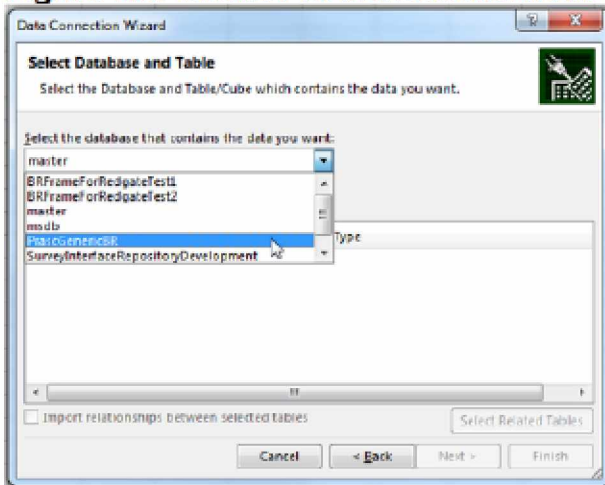 Data Connection Wizard
Select Database and Table
Select the Database and Table/Cube which contains the data you want.
Select the database that contains the data you want:
master
BRFrameForRedgateTest1
BRFrameForRedgateTest2
master
msdb
PrascGenericBR
SurveyInterfaceRepositoryDevelopment
Type
Import relationships between selected tables
Select Related Tables
Cancel
< Back
Next >
Finish